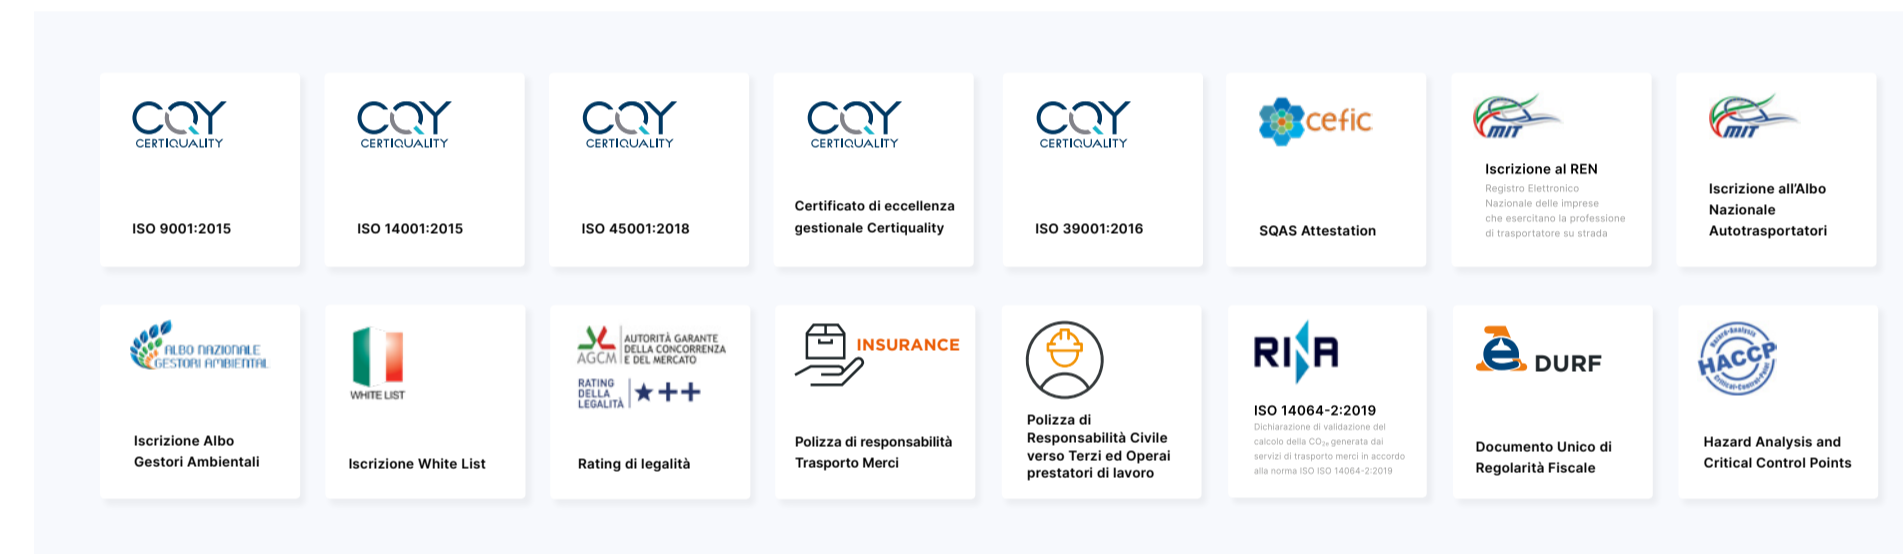 CQY
CERTIQUALITY
ISO 9001:2015
CQY
CERTIQUALITY
ISO 14001:2015
CQY
CERTIQUALITY
ISO 45001:2018
CQY
CERTIQUALITY
Certificato di eccellenza
gestionale Certiquality
CQY
CERTIQUALITY
ISO 39001:2016
cefic
SQAS Attestation
MIT
Iscrizione al REN
Registro Elettronico
Nazionale delle imprese
che esercitano la professione
di trasportatore su strada
MIT
Iscrizione all'Albo
Nazionale
Autotrasportatori
ALBO NAZIONALE
GESTORI AMBIENTALI
Iscrizione Albo
Gestori Ambientali
WHITE LIST
Iscrizione White List
AGCM
AUTORITÀ GARANTE
DELLA CONCORRENZA
E DEL MERCATO
RATING
DELLA
LEGALITÀ
★++
Rating di legalità
INSURANCE
Polizza di responsabilità
Trasporto Merci
Polizza di
Responsabilità Civile
verso Terzi ed Operai
prestatori di lavoro
RINA
ISO 14064-2:2019
Dichiarazione di validazione del
calcolo della CO₂ₑ generata dai
servizi di trasporto merci in accordo
alla norma ISO ISO 14064-2:2019
è DURF
Documento Unico di
Regolarità Fiscale
Hazard-Analysis
HACCP
Critical-Control-Point
Hazard Analysis and
Critical Control Points